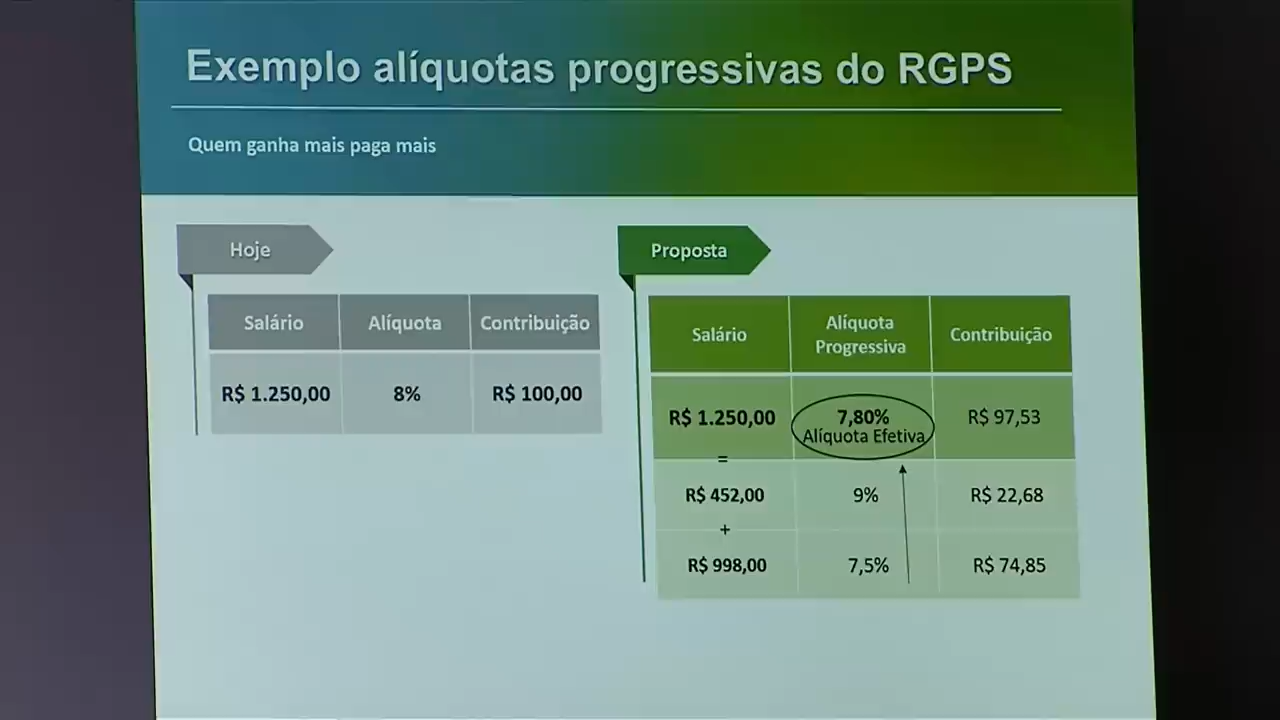 Exemplo alíquotas progressivas do RGPS
Quem ganha mais paga mais
Hoje
Salário Alíquota Contribuição
R$ 1.250,00 8% R$ 100,00
Proposta
Salário Alíquota Progressiva Contribuição
R$ 1.250,00 7,80% Alíquota Efetiva R$ 97,53
=
R$ 452,00 9% R$ 22,68
+
R$ 998,00 7,5% R$ 74,85